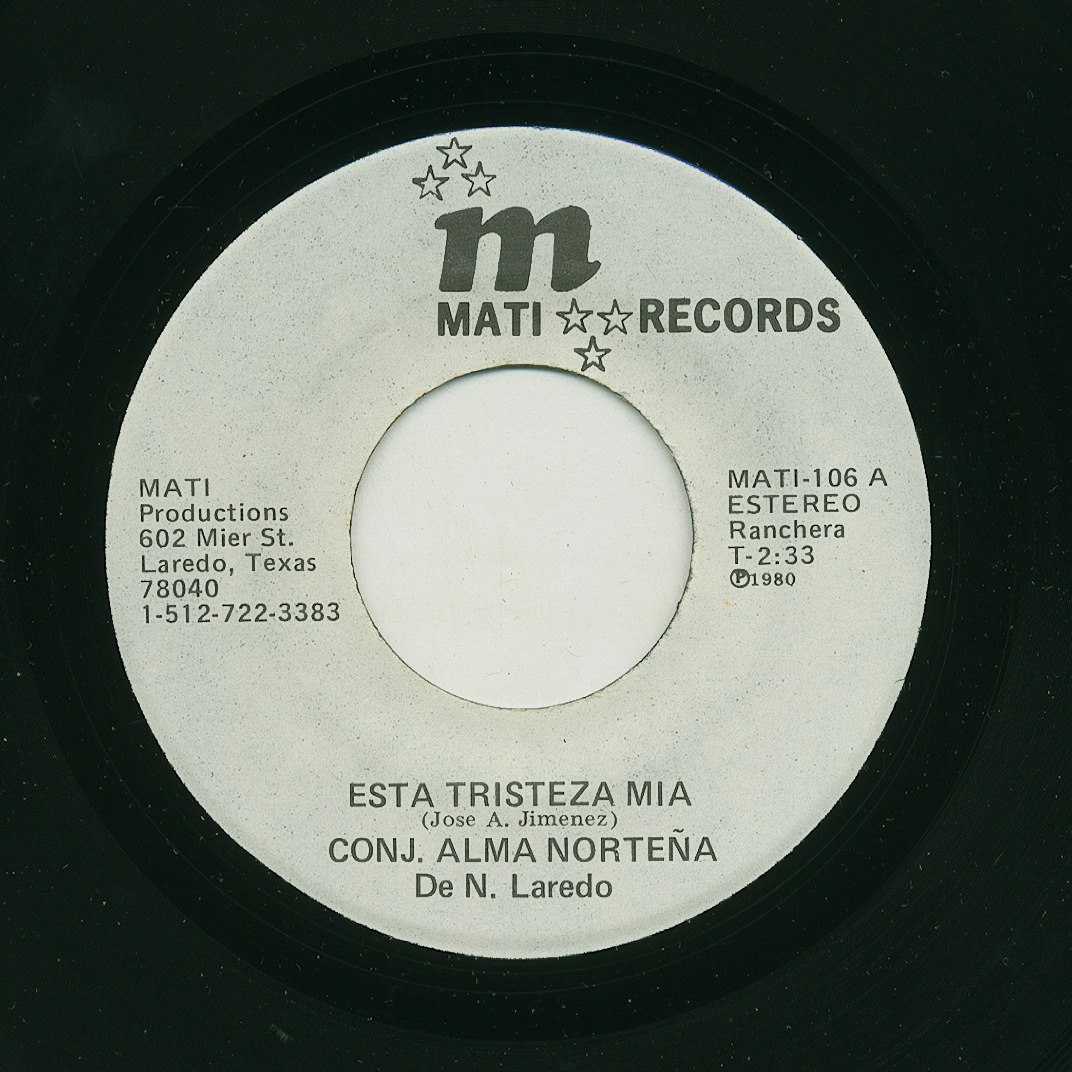 m
MATI RECORDS
MATI
Productions
602 Mier St.
Laredo, Texas
78040
1-512-722-3383
MATI-106 A
ESTEREO
Ranchera
T-2:33
℗1980
ESTA TRISTEZA MIA
(Jose A. Jimenez)
CONJ. ALMA NORTEÑA
De N. Laredo